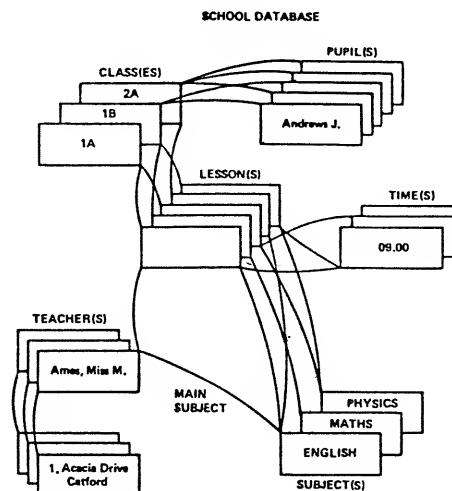 SCHOOL DATABASE
PUPIL(S)
CLASS(ES)
2A
1B
Andrews J.
1A
LESSON(S)
TIME(S)
09.00
TEACHER(S)
Ames, Miss M.
MAIN
SUBJECT
PHYSICS
MATHS
ENGLISH
1, Acacia Drive
Catford
SUBJECT(S)